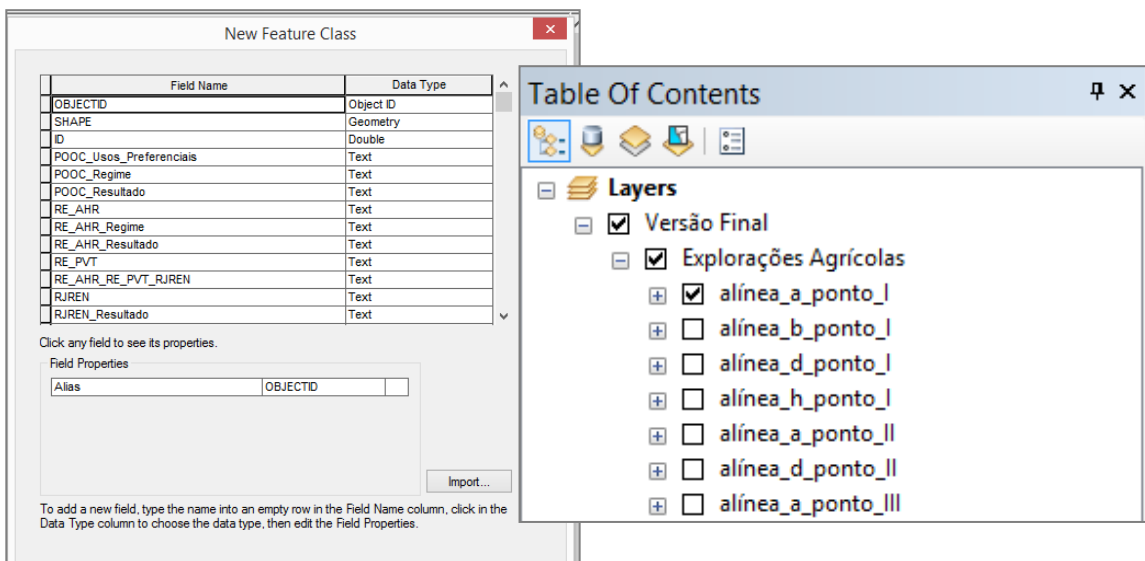 New Feature Class
Field Name Data Type
OBJECTID Object ID
SHAPE Geometry
ID Double
POOC_Usos_Preferenciais Text
POOC_Regime Text
POOC_Resultado Text
RE_AHR Text
RE_AHR_Regime Text
RE_AHR_Resultado Text
RE_PVT Text
RE_AHR_RE_PVT_RJREN Text
RJREN Text
RJREN_Resultado Text
Click any field to see its properties.
Field Properties
Alias OBJECTID
Import...
To add a new field, type the name into an empty row in the Field Name column, click in the
Data Type column to choose the data type, then edit the Field Properties.
Table Of Contents
Layers
Versão Final
Explorações Agrícolas
alínea_a_ponto_I
alínea_b_ponto_I
alínea_d_ponto_I
alínea_h_ponto_I
alínea_a_ponto_II
alínea_d_ponto_II
alínea_a_ponto_III